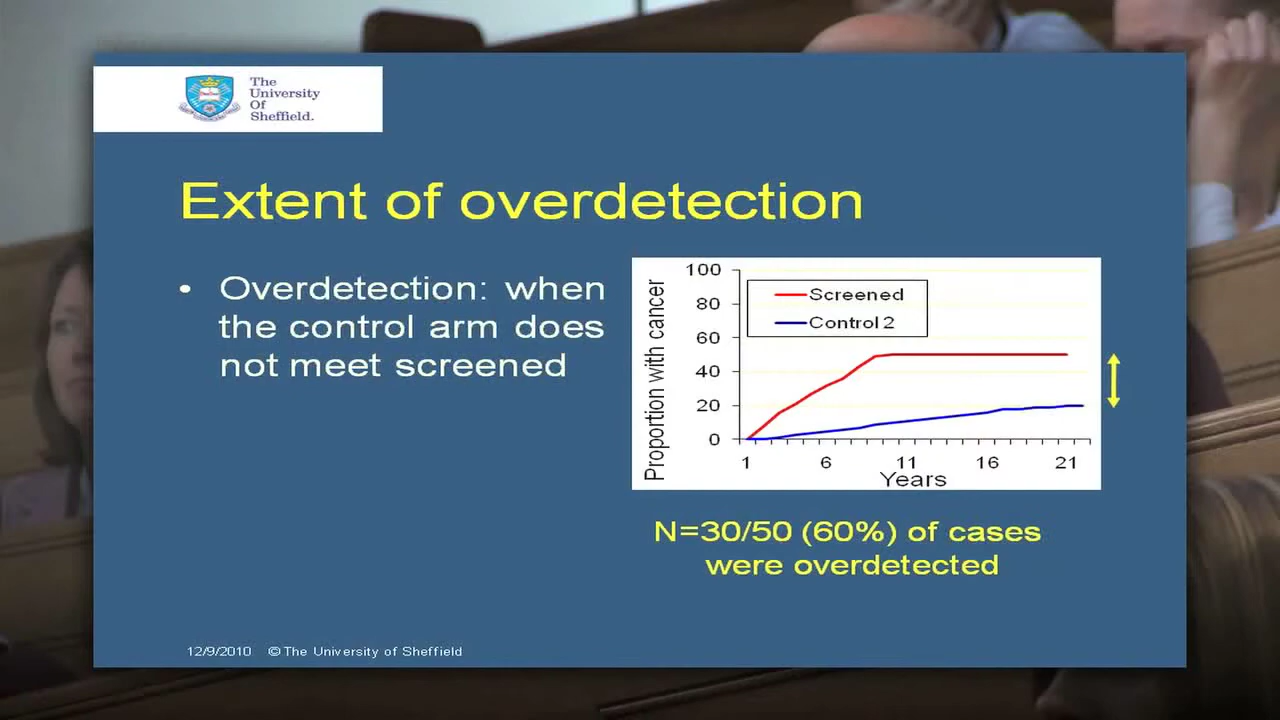 The
University
Of
Sheffield.
Extent of overdetection
• Overdetection: when
the control arm does
not meet screened
Proportion with cancer
100
80
60
40
20
0
Screened
Control 2
1 6 11 16 21
Years
N=30/50 (60%) of cases
were overdetected
12/9/2010 © The University of Sheffield